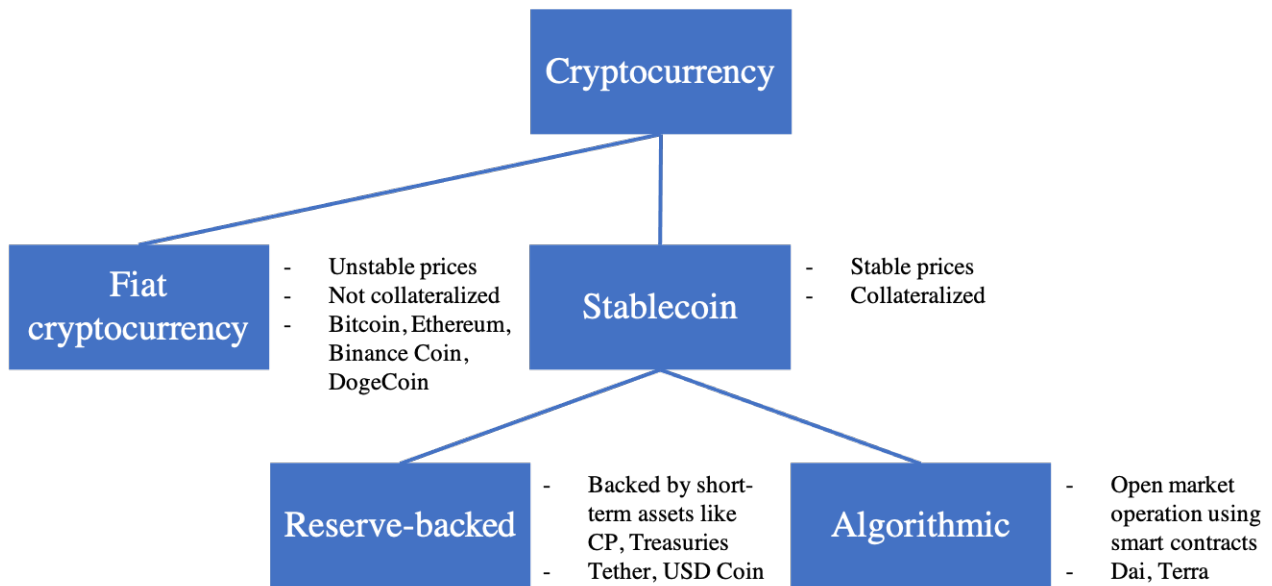 Cryptocurrency
Fiat
cryptocurrency
- Unstable prices
- Not collateralized
- Bitcoin, Ethereum,
Binance Coin,
DogeCoin
Stablecoin
- Stable prices
- Collateralized
Reserve-backed
- Backed by short-
term assets like
CP, Treasuries
- Tether, USD Coin
Algorithmic
- Open market
operation using
smart contracts
- Dai, Terra